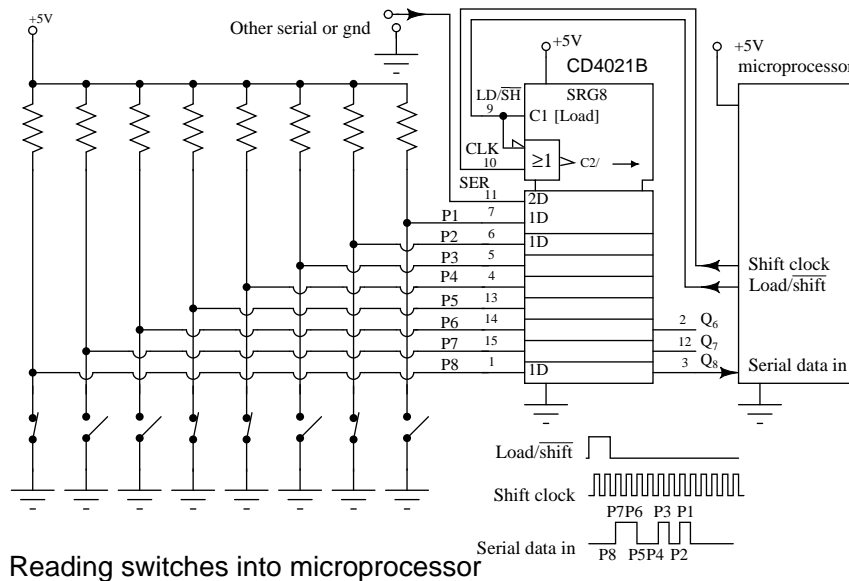 +5V
Other serial or gnd
+5V
CD4021B
+5V
microprocessor
LD/SH
9
SRG8
C1 [Load]
CLK
10
≥1
C2/
SER
11
2D
P1
7
1D
P2
6
1D
P3
5
P4
4
P5
13
P6
14
P7
15
P8
1
1D
Shift clock
Load/shift
2
Q6
12
Q7
3
Q8
Serial data in
Load/shift
Shift clock
P7P6 P3 P1
Serial data in
P8 P5P4 P2
Reading switches into microprocessor